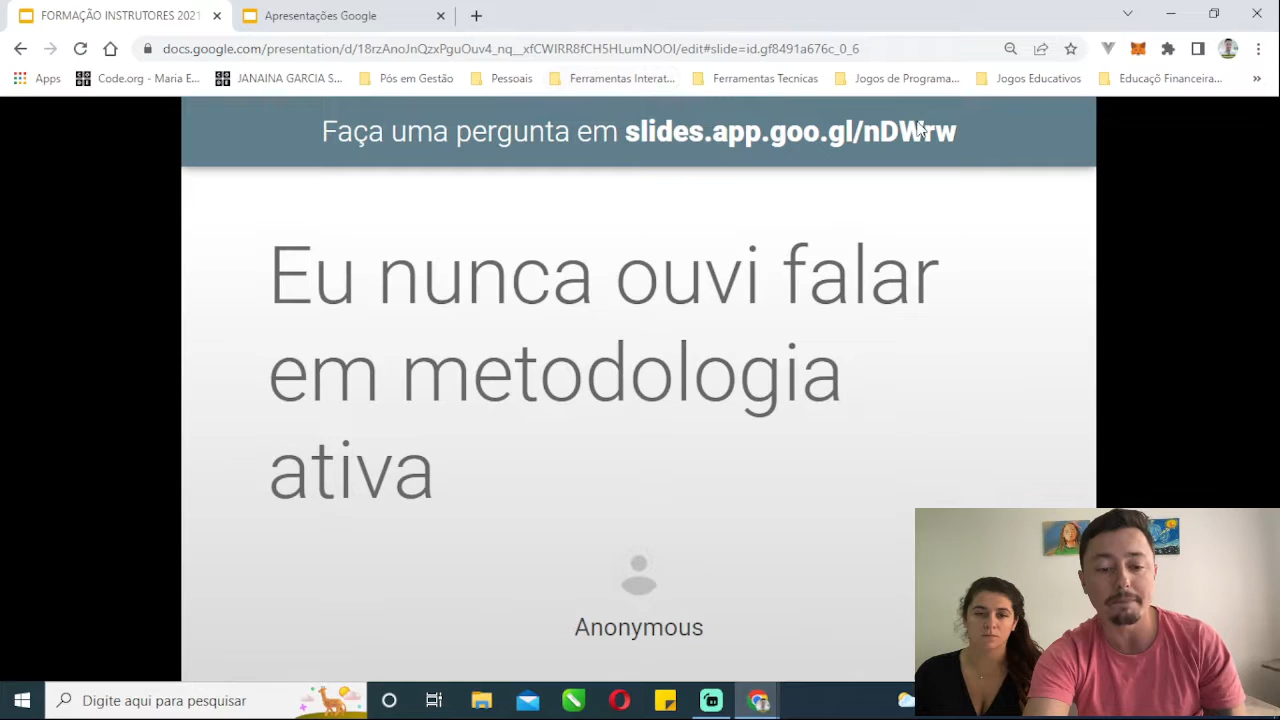 FORMAÇÃO INSTRUTORES 2021
Apresentações Google
docs.google.com/presentation/d/18rzAnoJnQzxPguOuv4_nq__xfCWIRR8fCH5HLumNOOI/edit#slide=id.gf8491a676c_0_6
Apps
Code.org - Maria E...
JANAINA GARCIA S...
Pós em Gestão
Pessoais
Ferramentas Interat...
Ferramentas Tecnicas
Jogos de Programa...
Jogos Educativos
Educaçõ Financeira...
Faça uma pergunta em slides.app.goo.gl/nDWrw
Eu nunca ouvi falar
em metodologia
ativa
Anonymous
Digite aqui para pesquisar